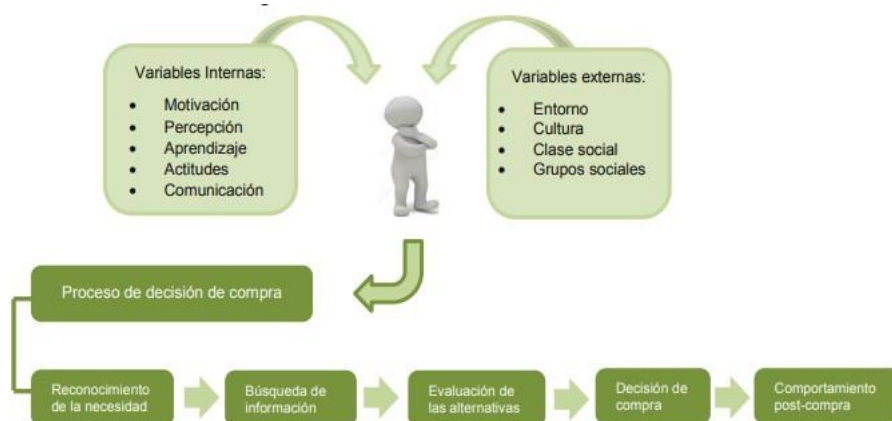 Variables Internas:
• Motivación
• Percepción
• Aprendizaje
• Actitudes
• Comunicación
Variables externas:
• Entorno
• Cultura
• Clase social
• Grupos sociales
Proceso de decisión de compra
Reconocimiento
de la necesidad
Búsqueda de
información
Evaluación de
las alternativas
Decisión de
compra
Comportamiento
post-compra